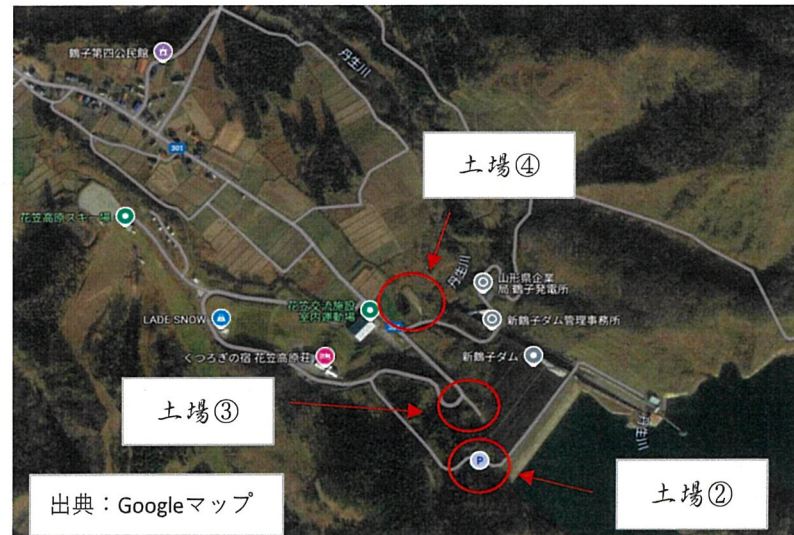 鶴子第四公民館
丹生川
301
土場④
花笠高原スキー場
丹生川
山形県企業
局 鶴子発電所
花笠交流施設
室内運動場
LADE SNOW
新鶴子ダム管理事務所
くつろぎの宿 花笠高原荘
新鶴子ダム
土場③
丹生川
P
土場②
出典：Googleマップ